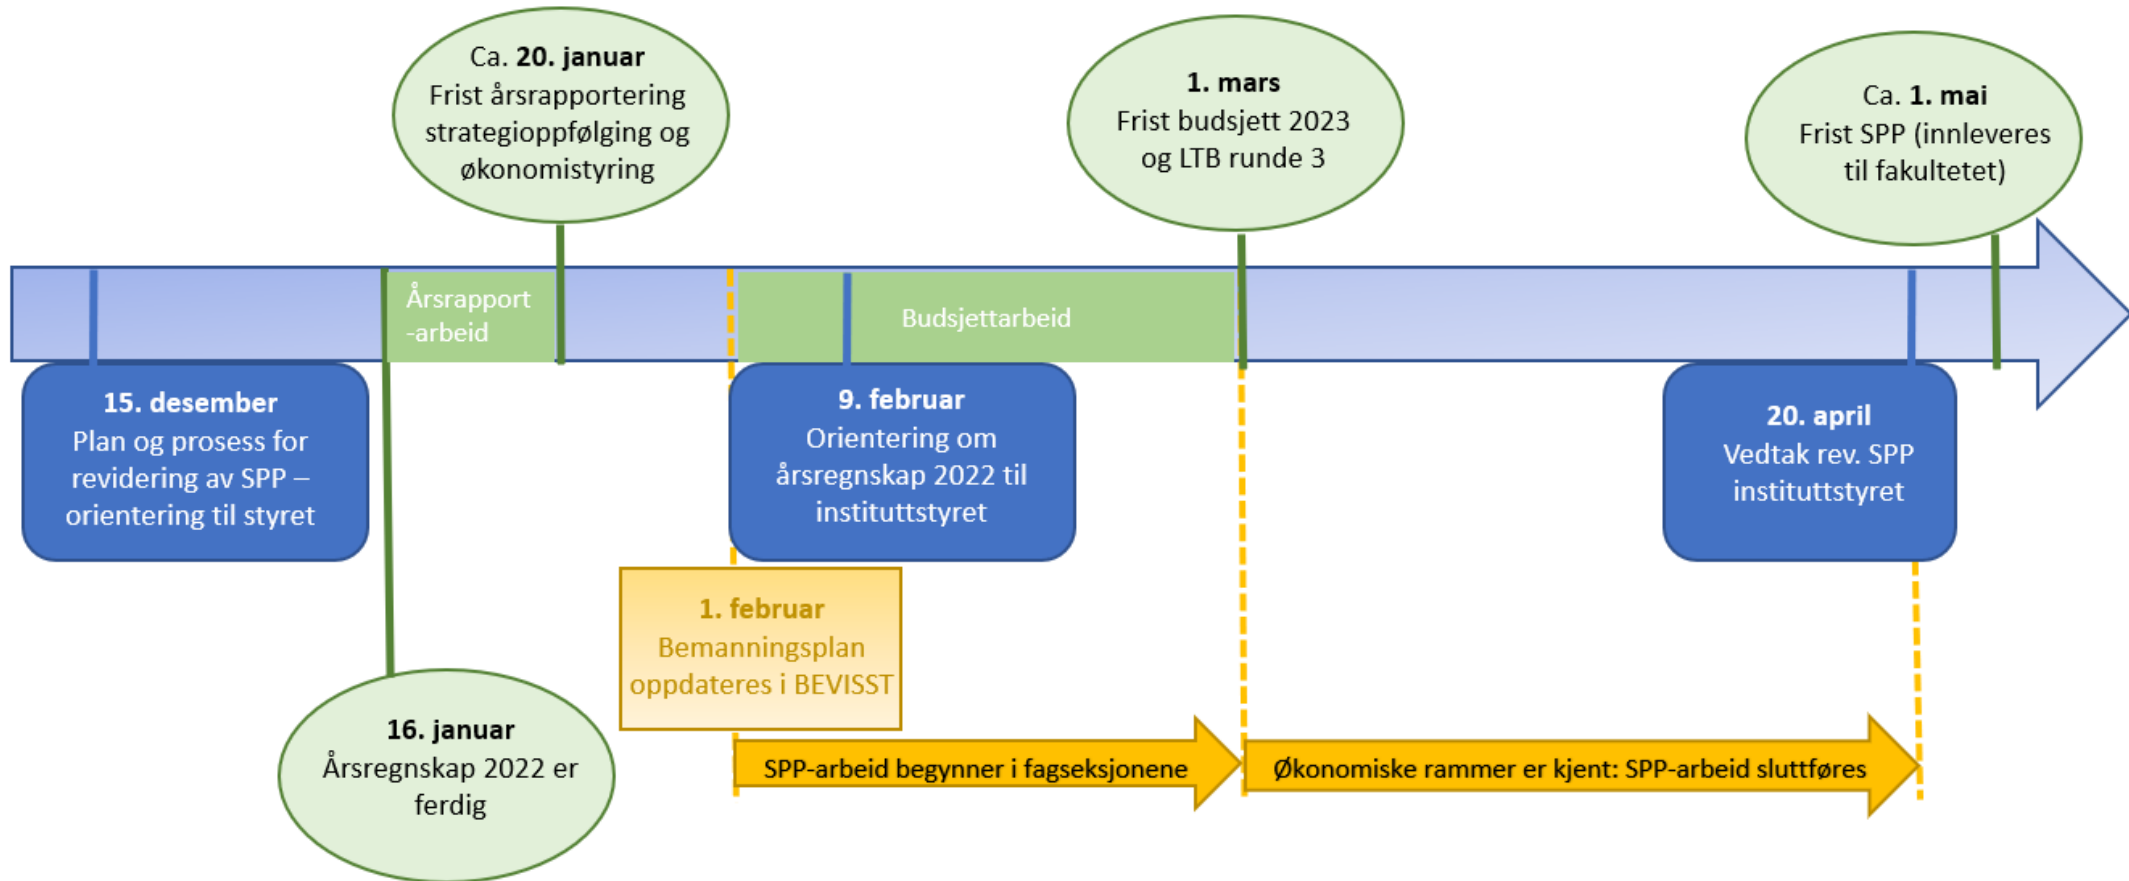 Ca. 20. januar
Frist årsrapportering
strategioppfølging og
økonomistyring
1. mars
Frist budsjett 2023
og LTB runde 3
Ca. 1. mai
Frist SPP (innleveres
til fakultetet)
Årsrapport
-arbeid
Budsjettarbeid
15. desember
Plan og prosess for
revidering av SPP –
orientering til styret
9. februar
Orientering om
årsregnskap 2022 til
instituttstyret
20. april
Vedtak rev. SPP
instituttstyret
1. februar
Bemanningsplan
oppdateres i BEVISST
16. januar
Årsregnskap 2022 er
ferdig
SPP-arbeid begynner i fagseksjonene
Økonomiske rammer er kjent: SPP-arbeid sluttføres